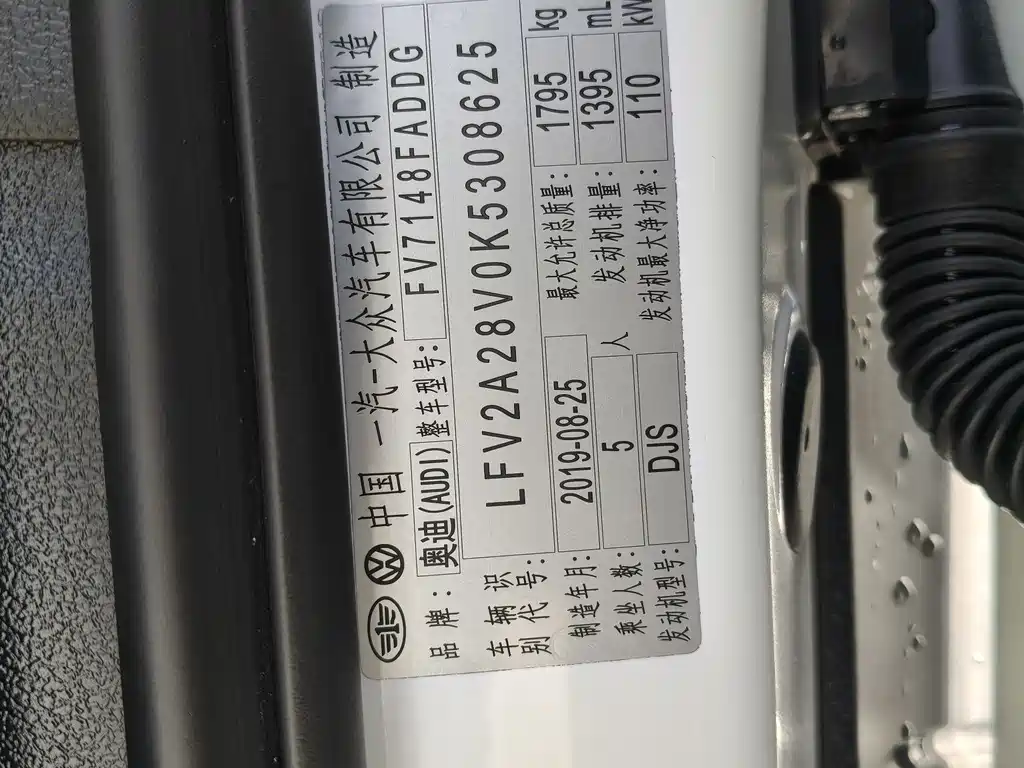 中国 一汽-大众汽车有限公司 制造
品牌: 奥迪(AUDI) 整车型号: FV7148FADDG
车辆识别代号: LFV2A28V0K5308625
制造年月: 2019-08-25 最大允许总质量: 1795 kg
乘坐人数: 5 人 发动机排量: 1395 mL
发动机型号: DJS 发动机最大净功率: 110 kW